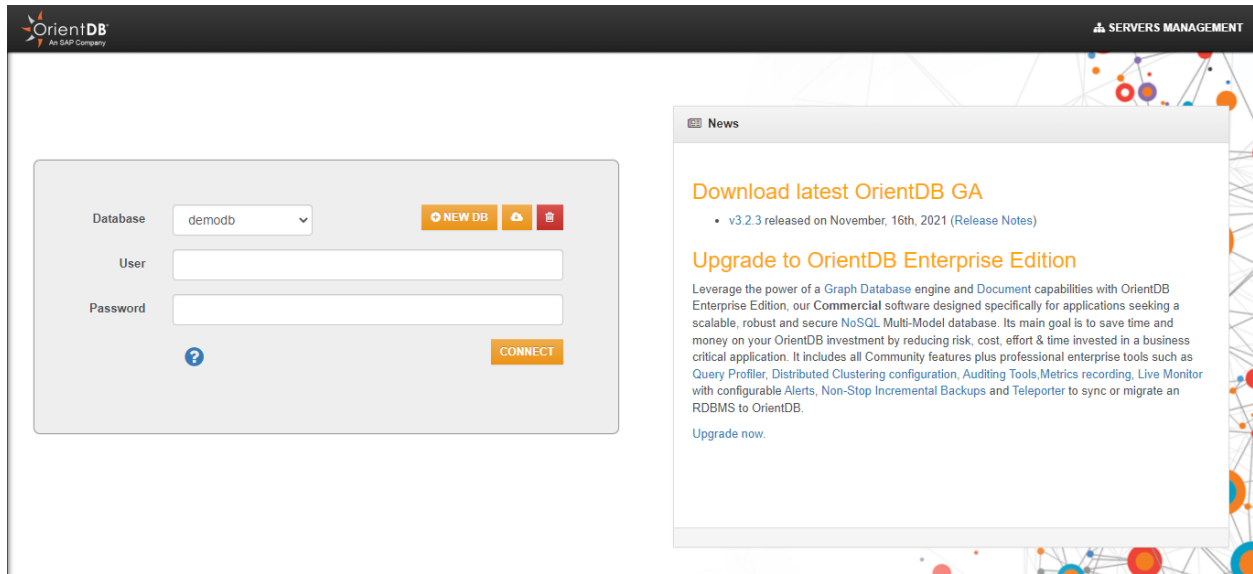 OrientDB
An SAP Company
SERVERS MANAGEMENT
Database
demodb
NEW DB
User
Password
CONNECT
News
Download latest OrientDB GA
v3.2.3 released on November, 16th, 2021 (Release Notes)
Upgrade to OrientDB Enterprise Edition
Leverage the power of a Graph Database engine and Document capabilities with OrientDB
Enterprise Edition, our Commercial software designed specifically for applications seeking a
scalable, robust and secure NoSQL Multi-Model database. Its main goal is to save time and
money on your OrientDB investment by reducing risk, cost, effort & time invested in a business
critical application. It includes all Community features plus professional enterprise tools such as
Query Profiler, Distributed Clustering configuration, Auditing Tools,Metrics recording, Live Monitor
with configurable Alerts, Non-Stop Incremental Backups and Teleporter to sync or migrate an
RDBMS to OrientDB.
Upgrade now.